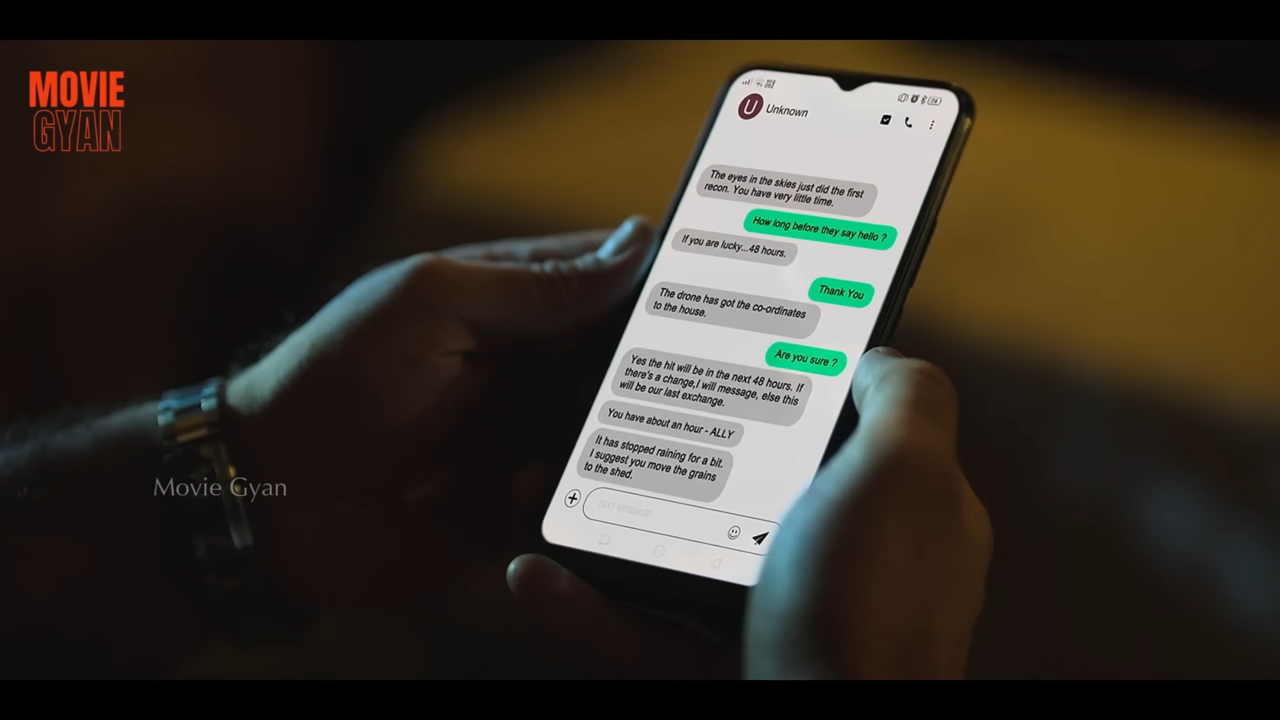 MOVIE
GYAN
Unknown
The eyes in the skies just did the first
recon. You have very little time.
How long before they say hello ?
If you are lucky...48 hours.
Thank You
The drone has got the co-ordinates
to the house.
Are you sure ?
Yes the hit will be in the next 48 hours. If
there's a change,I will message, else this
will be our last exchange.
You have about an hour - ALLY
It has stopped raining for a bit.
I suggest you move the grains
to the shed.
TEXT MESSAGE
Movie Gyan